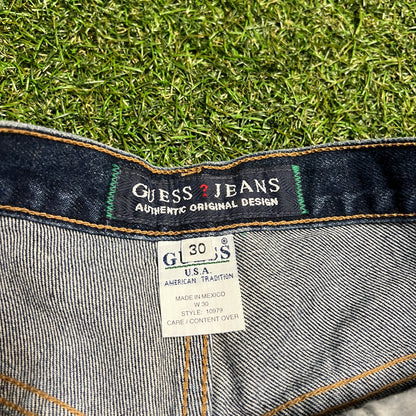 GUESS ? JEANS
AUTHENTIC ORIGINAL DESIGN
30
GUESS®
U.S.A.
AMERICAN TRADITION
MADE IN MEXICO
W 30
STYLE: 10979
CARE / CONTENT OVER